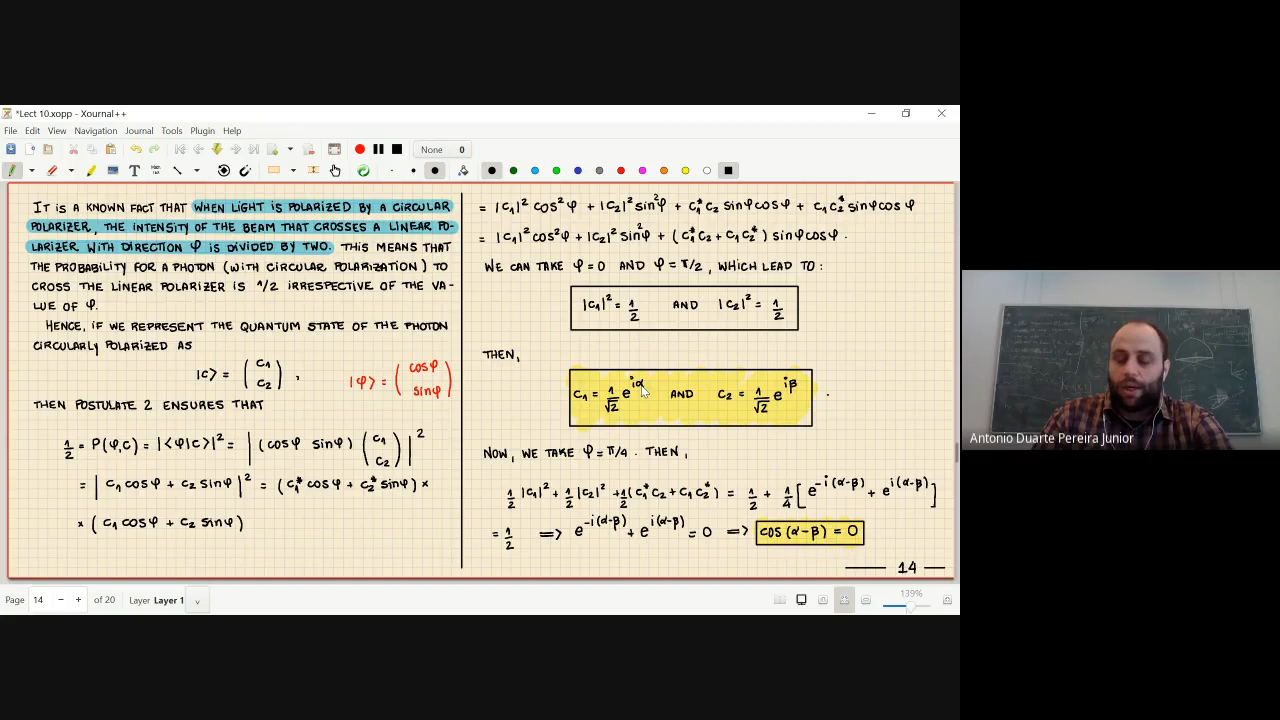 *Lect 10.xopp - Xournal++
File Edit View Navigation Journal Tools Plugin Help
None 0
IT IS A KNOWN FACT THAT WHEN LIGHT IS POLARIZED BY A CIRCULAR
POLARIZER, THE INTENSITY OF THE BEAM THAT CROSSES A LINEAR PO-
LARIZER WITH DIRECTION φ IS DIVIDED BY TWO. THIS MEANS THAT
THE PROBABILITY FOR A PHOTON (WITH CIRCULAR POLARIZATION) TO
CROSS THE LINEAR POLARIZER IS 1/2 IRRESPECTIVE OF THE VA-
LUE OF φ.
HENCE, IF WE REPRESENT THE QUANTUM STATE OF THE PHOTON
CIRCULARLY POLARIZED AS
|C> = (C1 C2) , |φ> = (cosφ sinφ)
THEN POSTULATE 2 ENSURES THAT
1/2 = P(φ,C) = |<φ|C>|² = |(cosφ sinφ) (C1 C2)|²
= |C1 cosφ + C2 sinφ|² = (C1* cosφ + C2* sinφ) ×
× (C1 cosφ + C2 sinφ)
= |C1|² cos²φ + |C2|² sin²φ + C1* C2 sinφ cosφ + C1 C2* sinφ cosφ
= |C1|² cos²φ + |C2|² sin²φ + (C1* C2 + C1 C2*) sinφ cosφ .
WE CAN TAKE φ = 0 AND φ = π/2, WHICH LEAD TO:
|C1|² = 1/2 AND |C2|² = 1/2
THEN,
C1 = 1/√2 e^{iα} AND C2 = 1/√2 e^{iβ} .
NOW, WE TAKE φ = π/4. THEN,
1/2 |C1|² + 1/2 |C2|² + 1/2 (C1* C2 + C1 C2*) = 1/2 + 1/4 [e^{-i(α-β)} + e^{i(α-β)}]
= 1/2 ⟹ e^{-i(α-β)} + e^{i(α-β)} = 0 ⟹ cos(α-β) = 0
14
Page 14 − + of 20 Layer Layer 1 139%
Antonio Duarte Pereira Junior